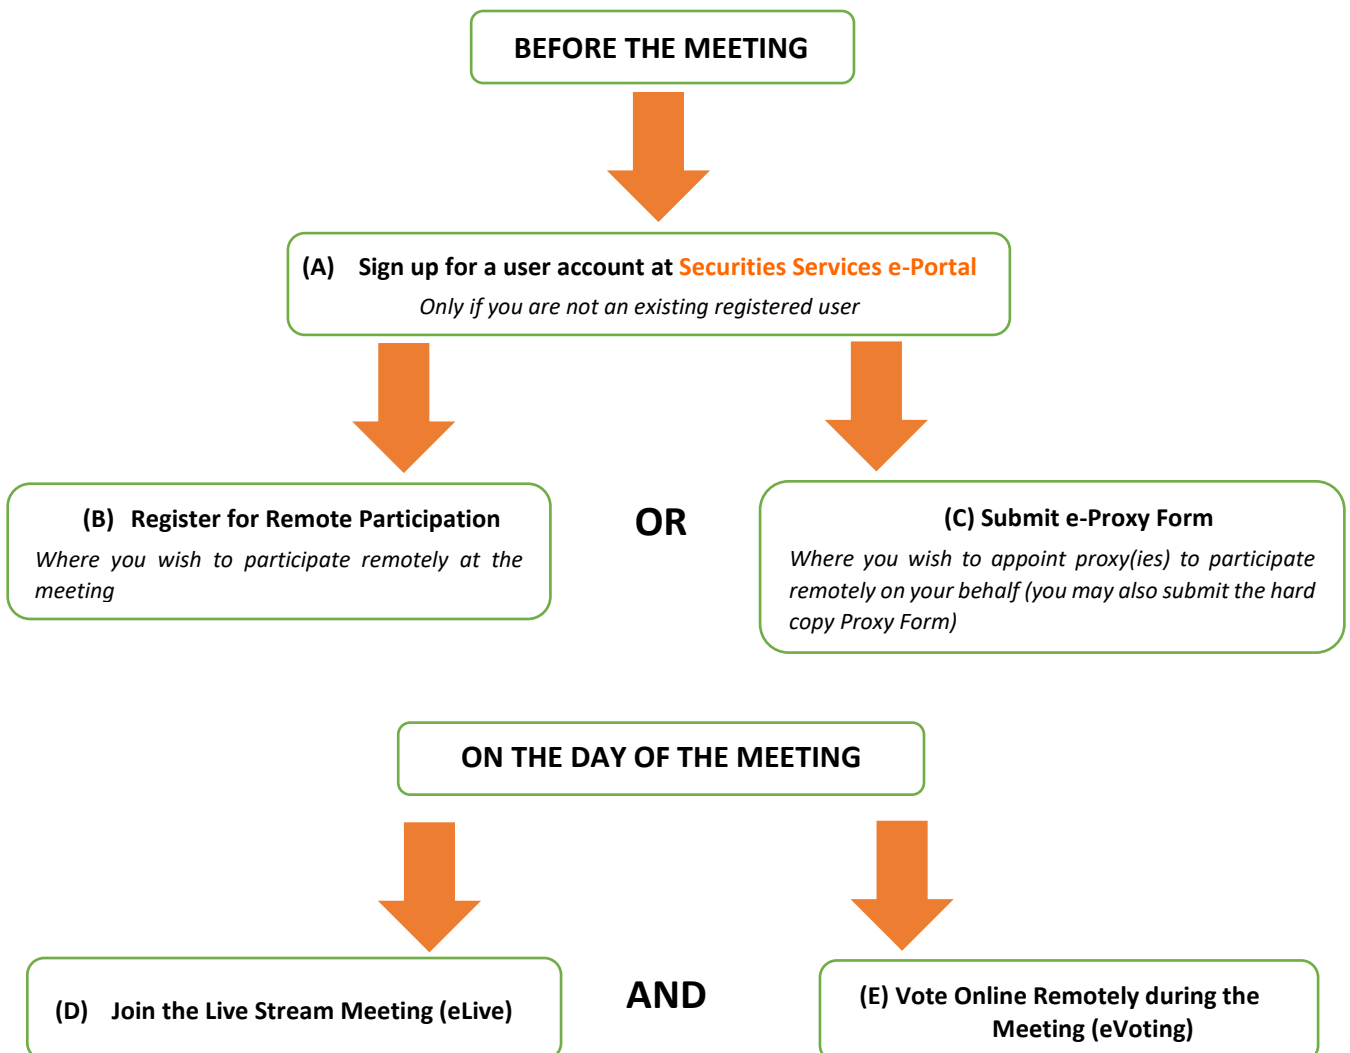 BEFORE THE MEETING
(A) Sign up for a user account at Securities Services e-Portal
Only if you are not an existing registered user
(B) Register for Remote Participation
Where you wish to participate remotely at the
meeting
OR
(C) Submit e-Proxy Form
Where you wish to appoint proxy(ies) to participate
remotely on your behalf (you may also submit the hard
copy Proxy Form)
ON THE DAY OF THE MEETING
(D) Join the Live Stream Meeting (eLive)
AND
(E) Vote Online Remotely during the
Meeting (eVoting)